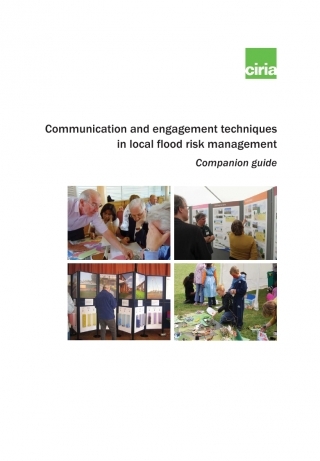 ciria
Communication and engagement techniques
in local flood risk management
Companion guide